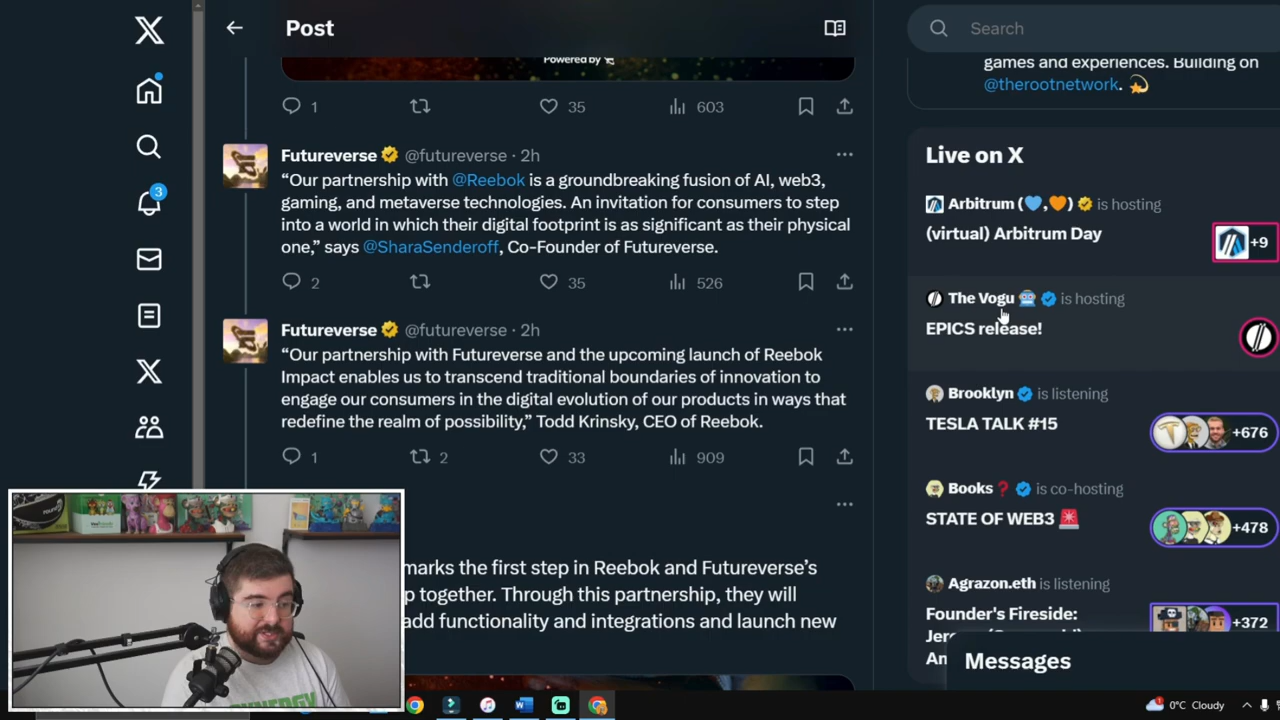 Post
Search
Powered by
games and experiences. Building on
@therootnetwork.
1
35
603
Futureverse @futureverse · 2h
“Our partnership with @Reebok is a groundbreaking fusion of AI, web3,
gaming, and metaverse technologies. An invitation for consumers to step
into a world in which their digital footprint is as significant as their physical
one,” says @SharaSenderoff, Co-Founder of Futureverse.
2
35
526
Futureverse @futureverse · 2h
“Our partnership with Futureverse and the upcoming launch of Reebok
Impact enables us to transcend traditional boundaries of innovation to
engage our consumers in the digital evolution of our products in ways that
redefine the realm of possibility,” Todd Krinsky, CEO of Reebok.
1
2
33
909
marks the first step in Reebok and Futureverse’s
together. Through this partnership, they will
add functionality and integrations and launch new
3
Live on X
Arbitrum (💙,🧡) is hosting
(virtual) Arbitrum Day
+9
The Vogu is hosting
EPICS release!
Brooklyn is listening
TESLA TALK #15
+676
Books❓ is co-hosting
STATE OF WEB3 🚨
+478
Agrazon.eth is listening
Founder's Fireside:
+372
Messages
0°C Cloudy